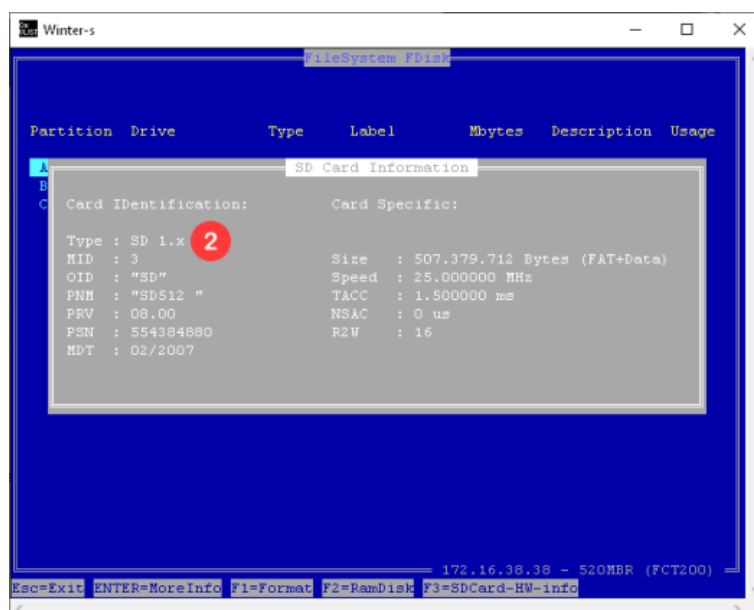 Winter-s
FileSystem FDisk
Partition Drive Type Label Mbytes Description Usage
A
B
C
SD Card Information
Card IDentification: Card Specific:
Type : SD 1.x 2
MID : 3 Size : 507.379.712 Bytes (FAT+Data)
OID : "SD" Speed : 25.000000 MHz
PNM : "SD512 " TACC : 1.500000 ms
PRV : 08.00 NSAC : 0 us
PSN : 554384880 R2W : 16
MDT : 02/2007
172.16.38.38 - 520MBR (FCT200)
Esc=Exit ENTER=MoreInfo F1=Format F2=RamDisk F3=SDCard-HW-info